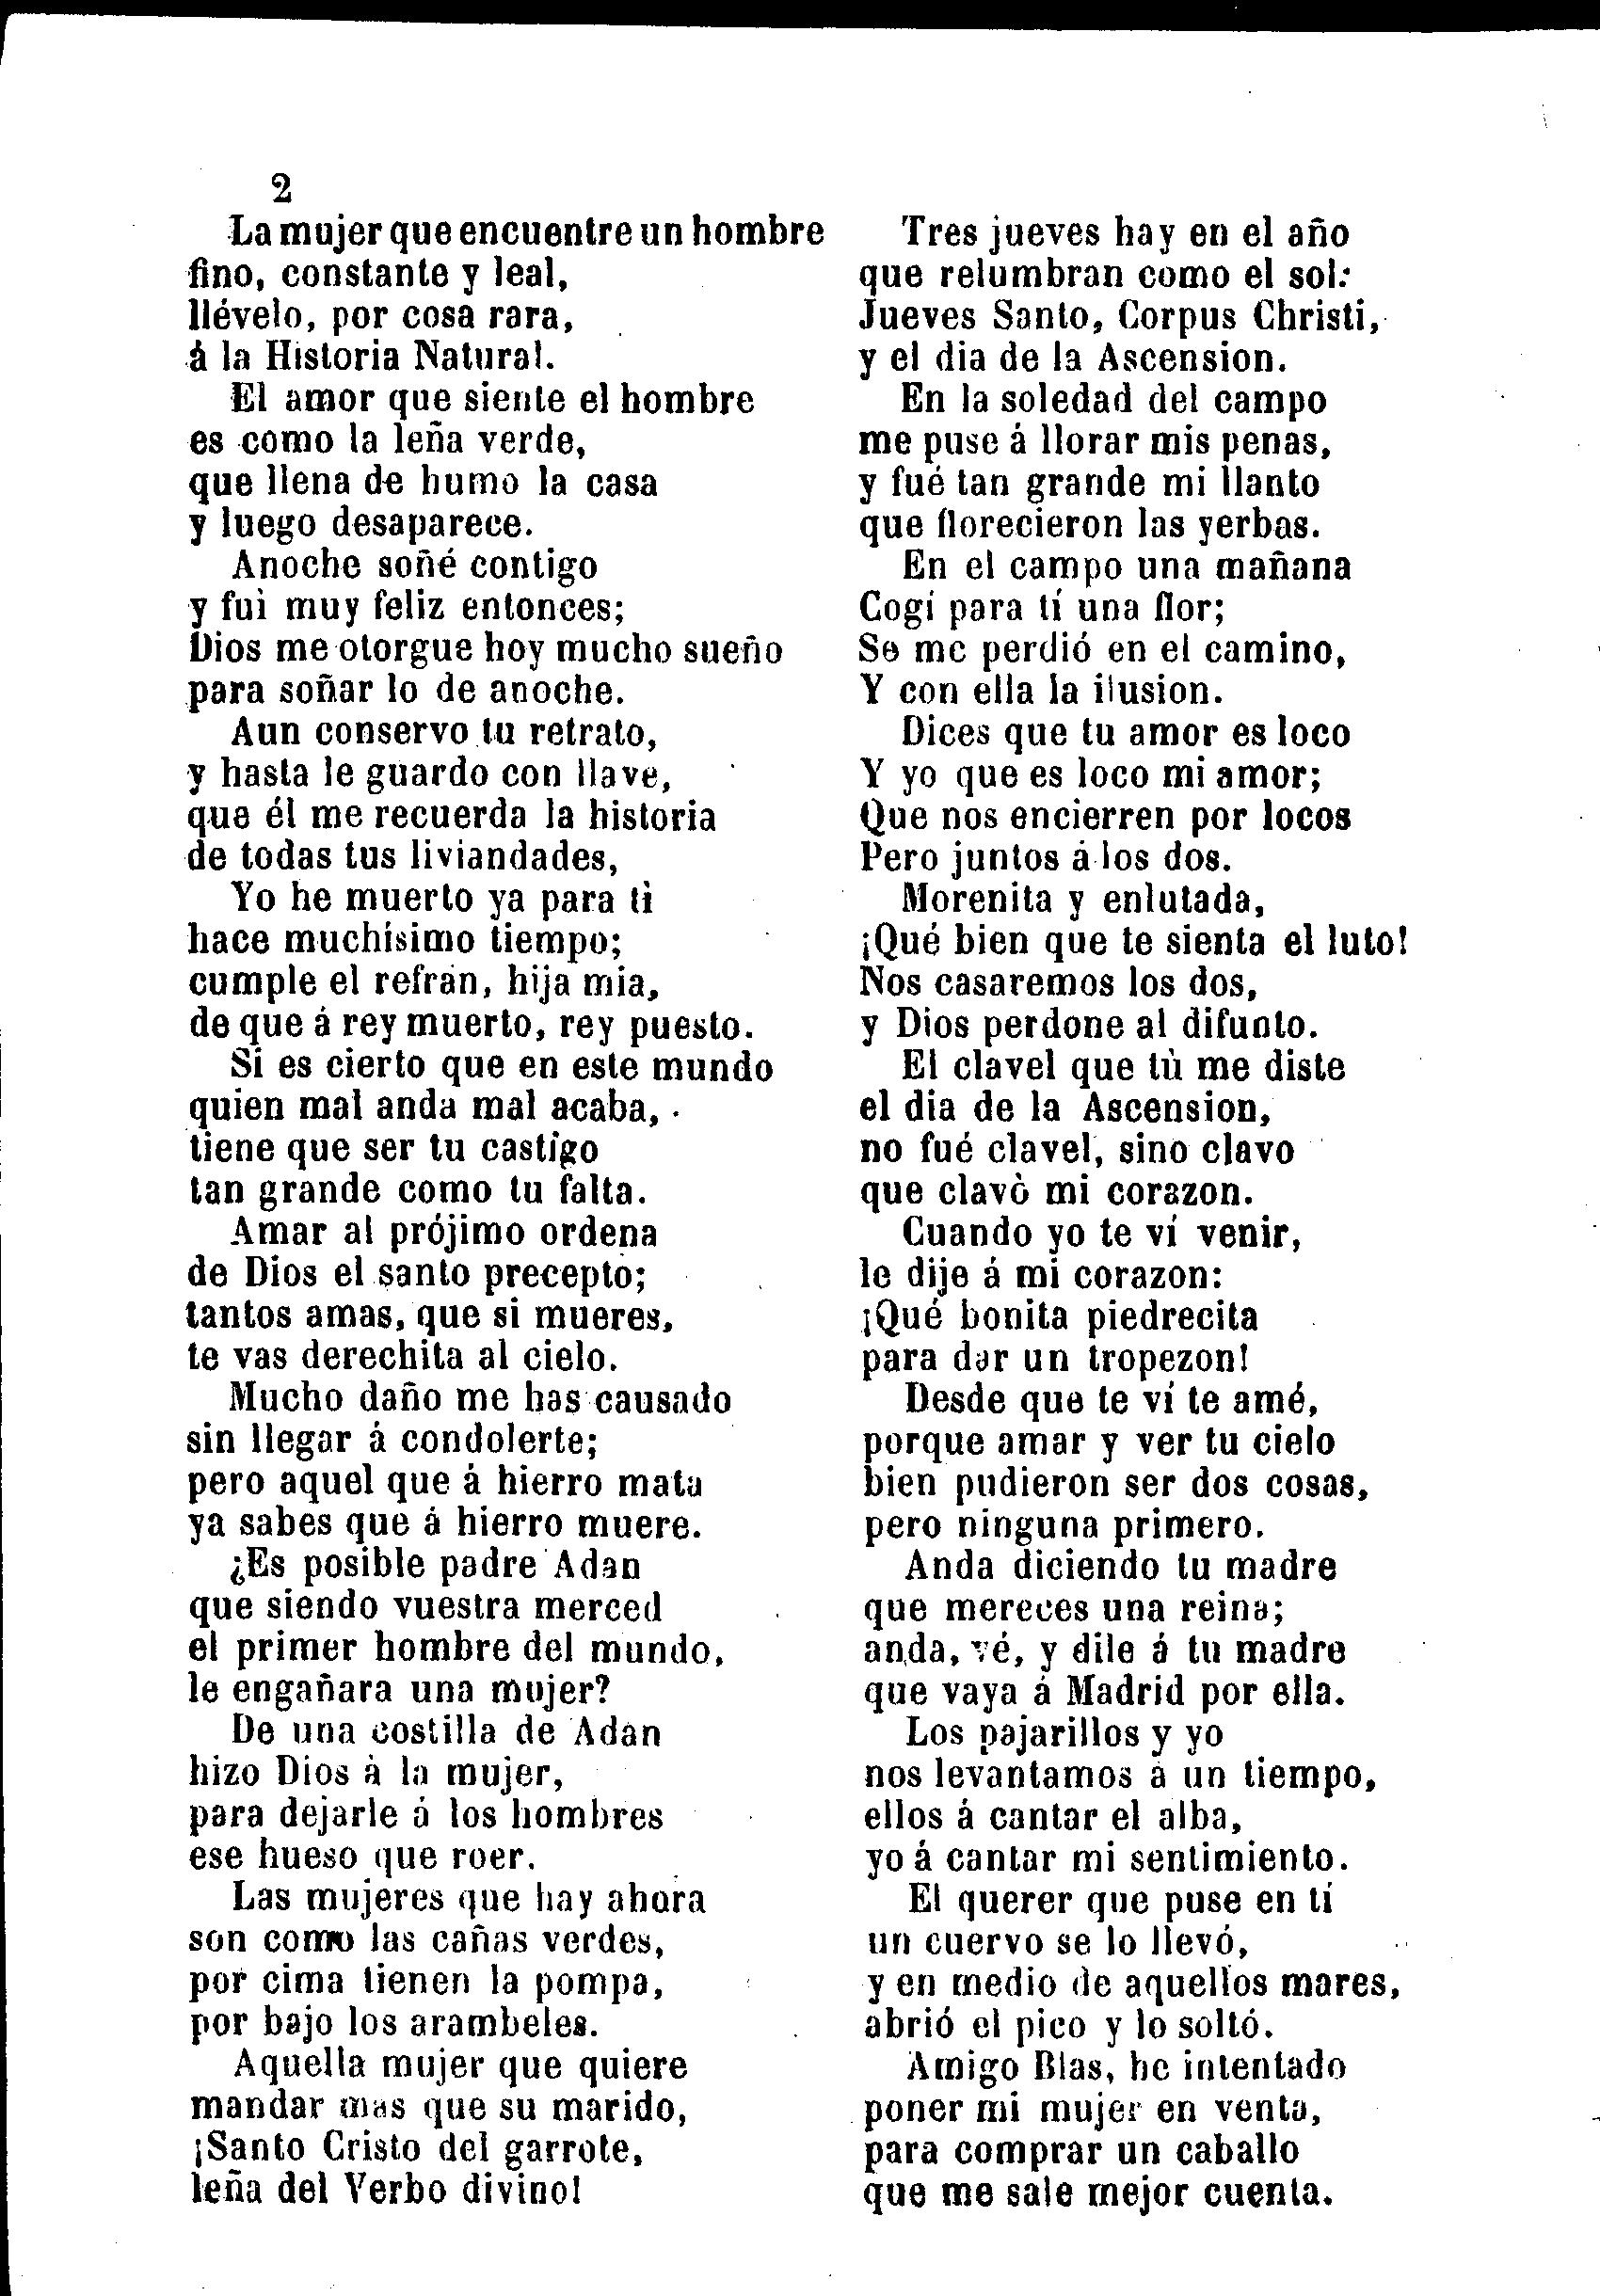 2
La mujer que encuentre un hombre
fino, constante y leal,
llévelo, por cosa rara,
á la Historia Natural.
El amor que siente el hombre
es como la leña verde,
que llena de humo la casa
y luego desaparece.
Anoche soñé contigo
y fui muy feliz entonces;
Dios me otorgue hoy mucho sueño
para soñar lo de anoche.
Aun conservo tu retrato,
y hasta le guardo con llave,
que él me recuerda la historia
de todas tus liviandades,
Yo he muerto ya para ti
hace muchísimo tiempo;
cumple el refran, hija mia,
de que á rey muerto, rey puesto.
Si es cierto que en este mundo
quien mal anda mal acaba,
tiene que ser tu castigo
tan grande como tu falta.
Amar al prójimo ordena
de Dios el santo precepto;
tantos amas, que si mueres,
te vas derechita al cielo.
Mucho daño me has causado
sin llegar á condolerte;
pero aquel que á hierro mata
ya sabes que á hierro muere.
¿Es posible padre Adan
que siendo vuestra merced
el primer hombre del mundo,
le engañara una mujer?
De una costilla de Adan
hizo Dios à la mujer,
para dejarle á los hombres
ese hueso que roer.
Las mujeres que hay ahora
son como las cañas verdes,
por cima tienen la pompa,
por bajo los arambeles.
Aquella mujer que quiere
mandar mas que su marido,
¡Santo Cristo del garrote,
leña del Verbo divino!
Tres jueves hay en el año
que relumbran como el sol:
Jueves Santo, Corpus Christi,
y el dia de la Ascension.
En la soledad del campo
me puse á llorar mis penas,
y fué tan grande mi llanto
que florecieron las yerbas.
En el campo una mañana
Cogí para tí una flor;
Se me perdió en el camino,
Y con ella la ilusion.
Dices que tu amor es loco
Y yo que es loco mi amor;
Que nos encierren por locos
Pero juntos á los dos.
Morenita y enlutada,
¡Qué bien que te sienta el luto!
Nos casaremos los dos,
y Dios perdone al difunto.
El clavel que tù me diste
el dia de la Ascension,
no fué clavel, sino clavo
que clavò mi corazon.
Cuando yo te ví venir,
le dije á mi corazon:
¡Qué bonita piedrecita
para dar un tropezon!
Desde que te ví te amé,
porque amar y ver tu cielo
bien pudieron ser dos cosas,
pero ninguna primero.
Anda diciendo tu madre
que mereces una reina;
anda, vé, y dile á tu madre
que vaya á Madrid por ella.
Los pajarillos y yo
nos levantamos á un tiempo,
ellos á cantar el alba,
yo á cantar mi sentimiento.
El querer que puse en tí
un cuervo se lo llevó,
y en medio de aquellos mares,
abrió el pico y lo soltó.
Amigo Blas, he intentado
poner mi mujer en venta,
para comprar un caballo
que me sale mejor cuenta.